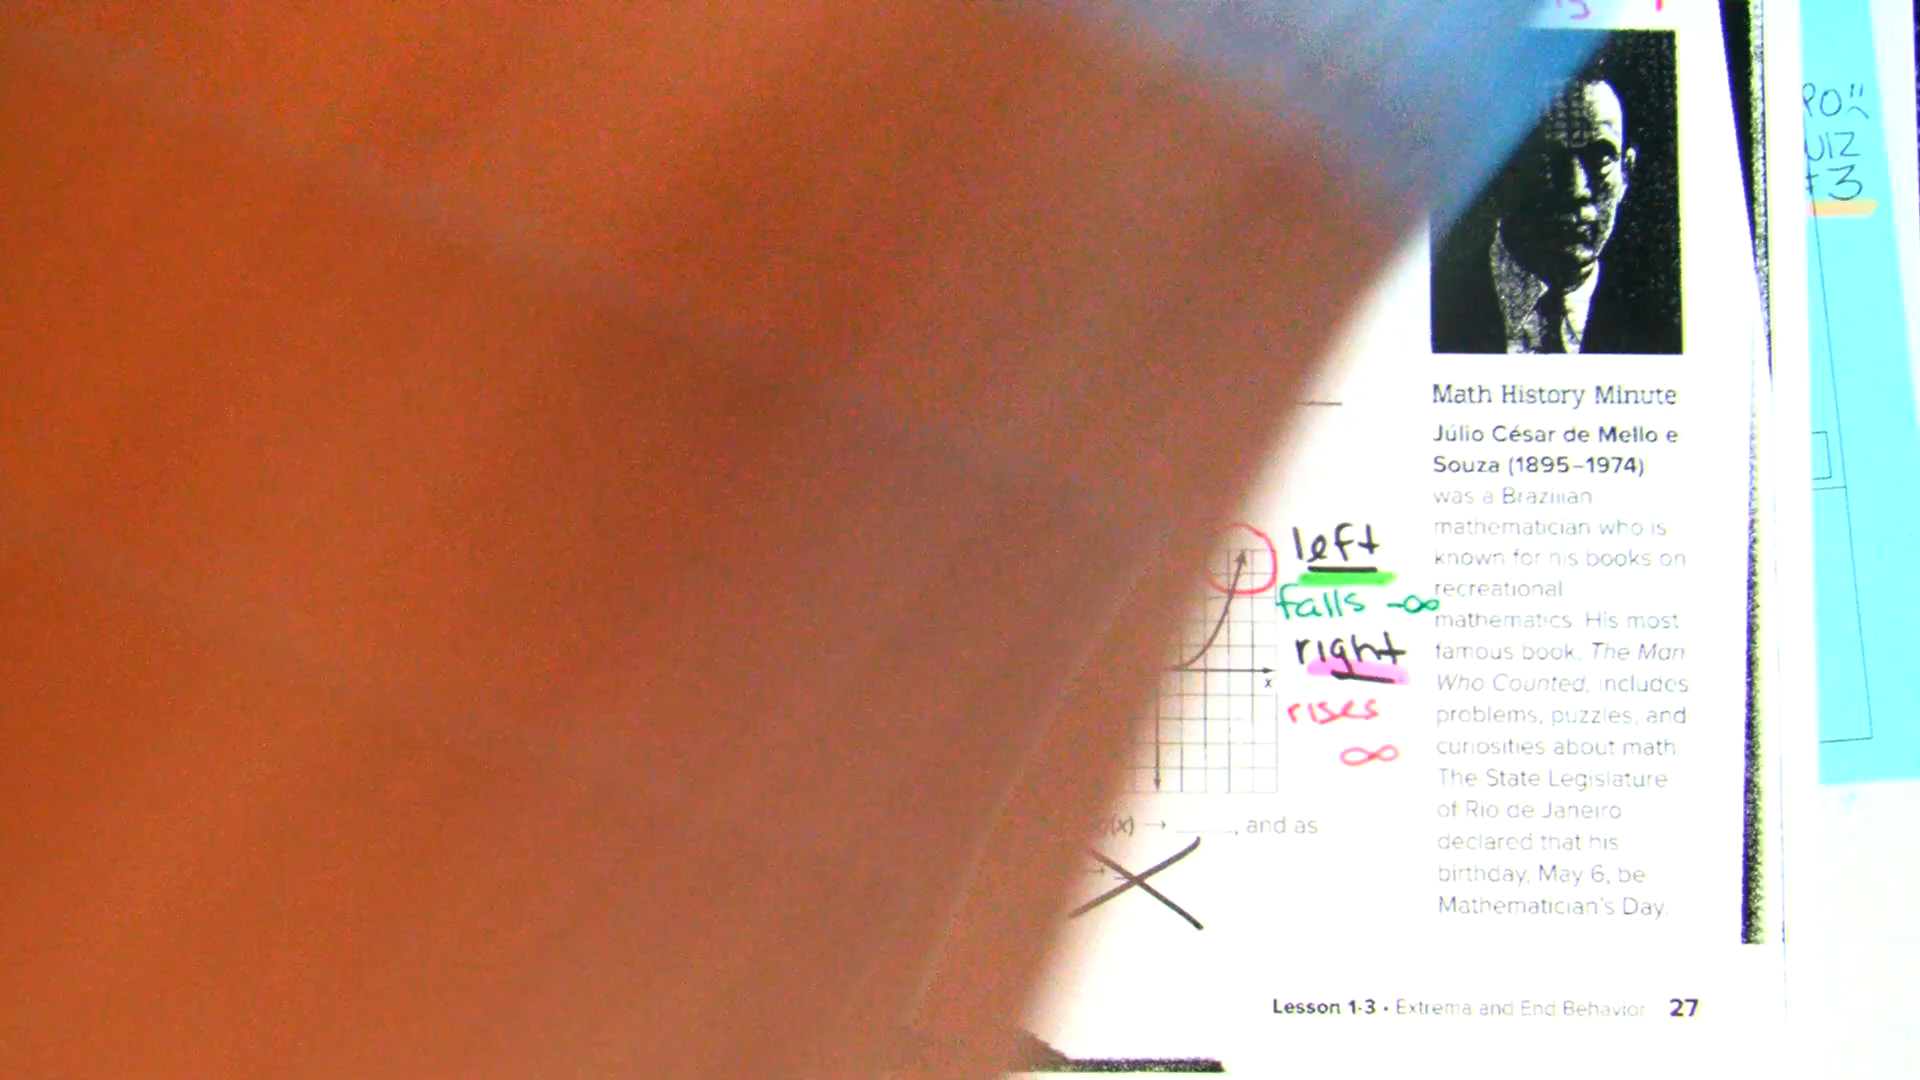 Math History Minute
Júlio César de Mello e
Souza (1895–1974)
was a Brazilian
mathematician who is
known for his books on
recreational
mathematics. His most
famous book, The Man
Who Counted, includes
problems, puzzles, and
curiosities about math.
The State Legislature
of Rio de Janeiro
declared that his
birthday, May 6, be
Mathematician's Day.
left
falls -∞
right
rises
∞
x
(x) → ____, and as
Lesson 1-3 • Extrema and End Behavior 27
UIZ
3